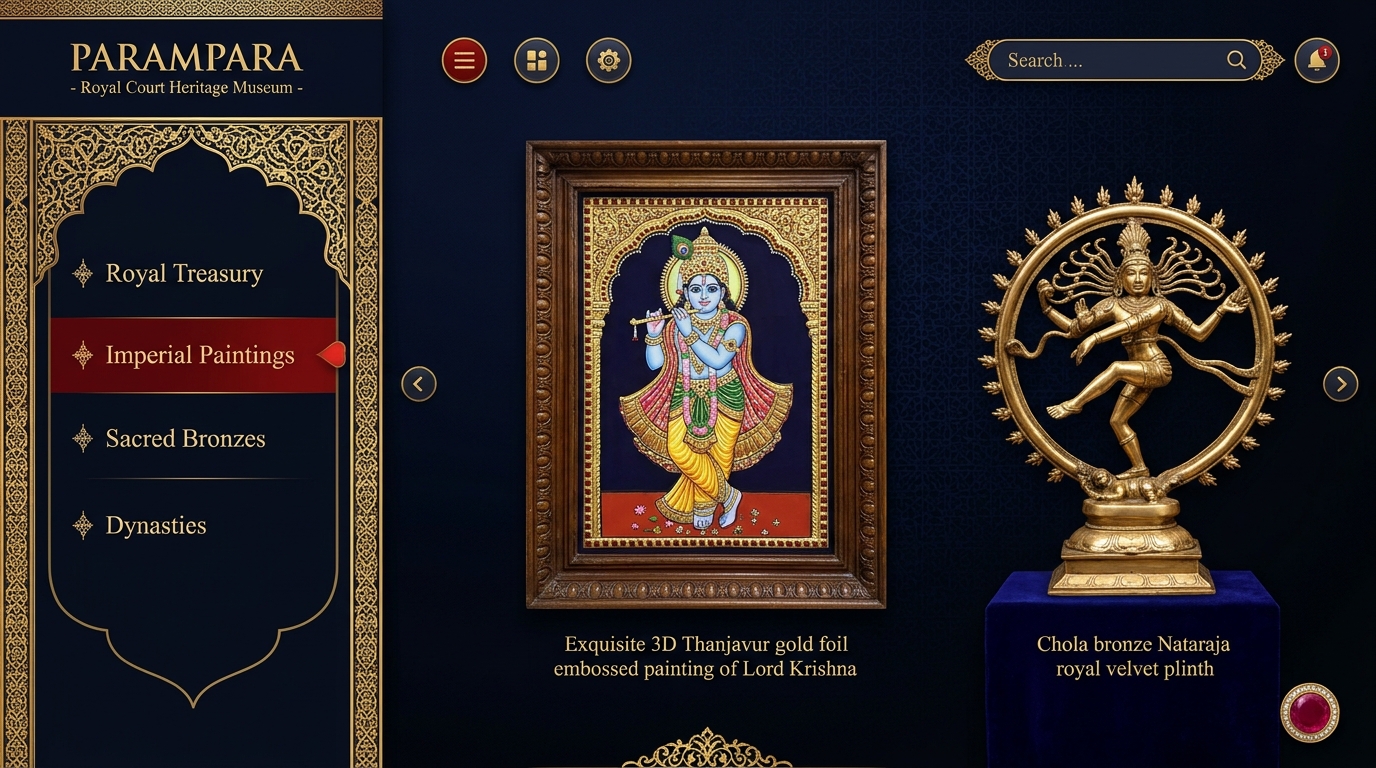 PARAMPARA
- Royal Court Heritage Museum -
Search....
Royal Treasury
Imperial Paintings
Sacred Bronzes
Dynasties
Exquisite 3D Thanjavur gold foil
embossed painting of Lord Krishna
Chola bronze Nataraja
royal velvet plinth